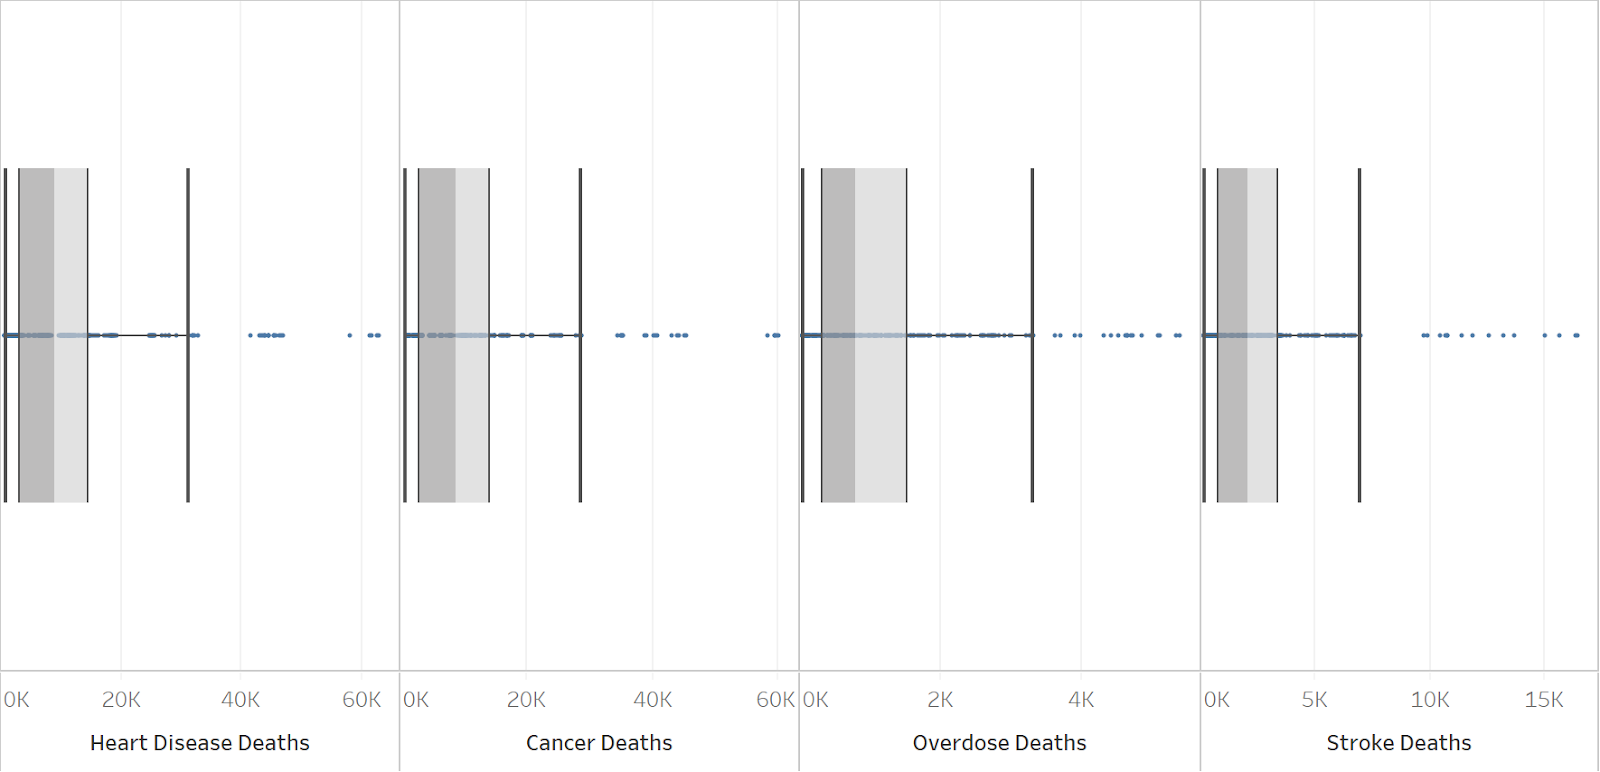 0K 20K 40K 60K 0K 20K 40K 60K 0K 2K 4K 0K 5K 10K 15K
Heart Disease Deaths Cancer Deaths Overdose Deaths Stroke Deaths